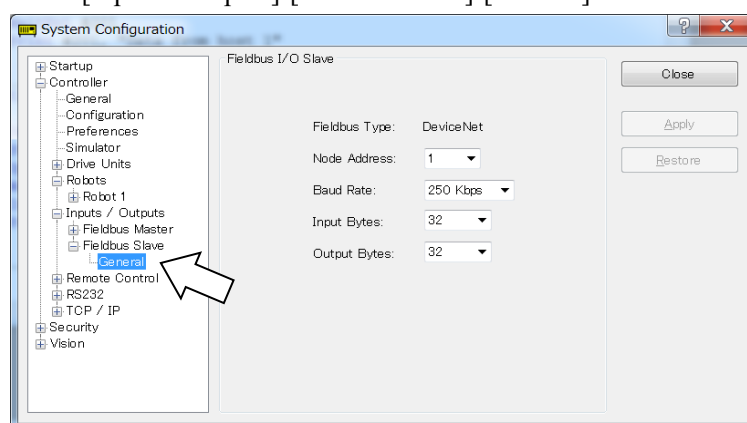 System Configuration
Startup
Controller
General
Configuration
Preferences
Simulator
Drive Units
Robots
Robot 1
Inputs / Outputs
Fieldbus Master
Fieldbus Slave
General
Remote Control
RS232
TCP / IP
Security
Vision
Fieldbus I/O Slave
Fieldbus Type: DeviceNet
Node Address: 1
Baud Rate: 250 Kbps
Input Bytes: 32
Output Bytes: 32
Close
Apply
Restore